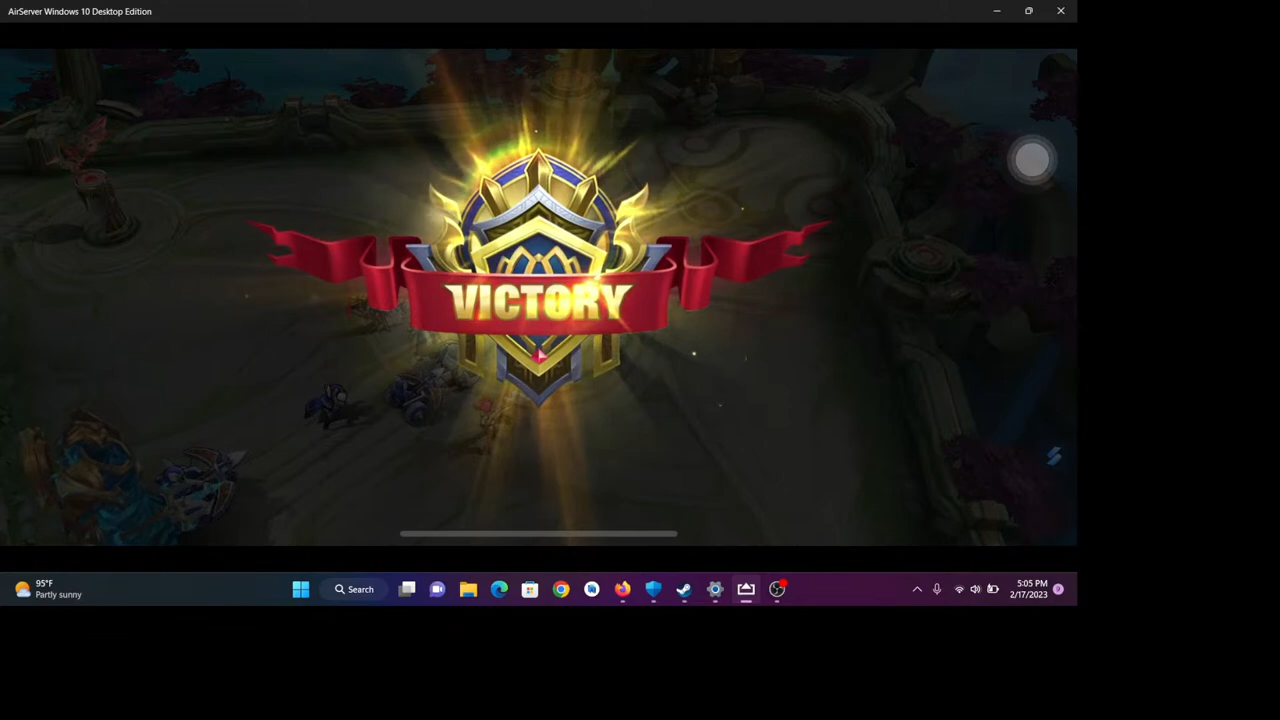 AirServer Windows 10 Desktop Edition
VICTORY
95°F
Partly sunny
Search
5:05 PM
2/17/2023